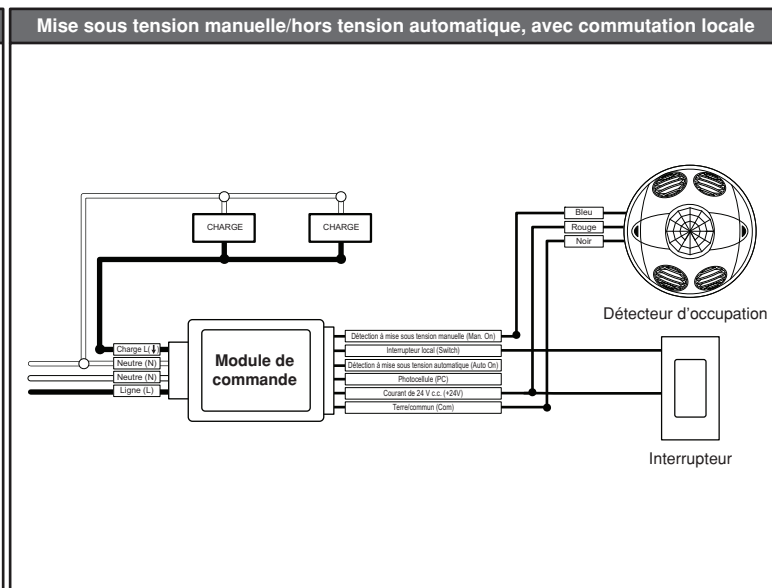 Mise sous tension manuelle/hors tension automatique, avec commutation locale
CHARGE
CHARGE
Bleu
Rouge
Noir
Détecteur d'occupation
Charge L(↓)
Neutre (N)
Neutre (N)
Ligne (L)
Module de
commande
Détection à mise sous tension manuelle (Man. On)
Interrupteur local (Switch)
Détection à mise sous tension automatique (Auto On)
Photocellule (PC)
Courant de 24 V c.c. (+24V)
Terre/commun (Com)
Interrupteur